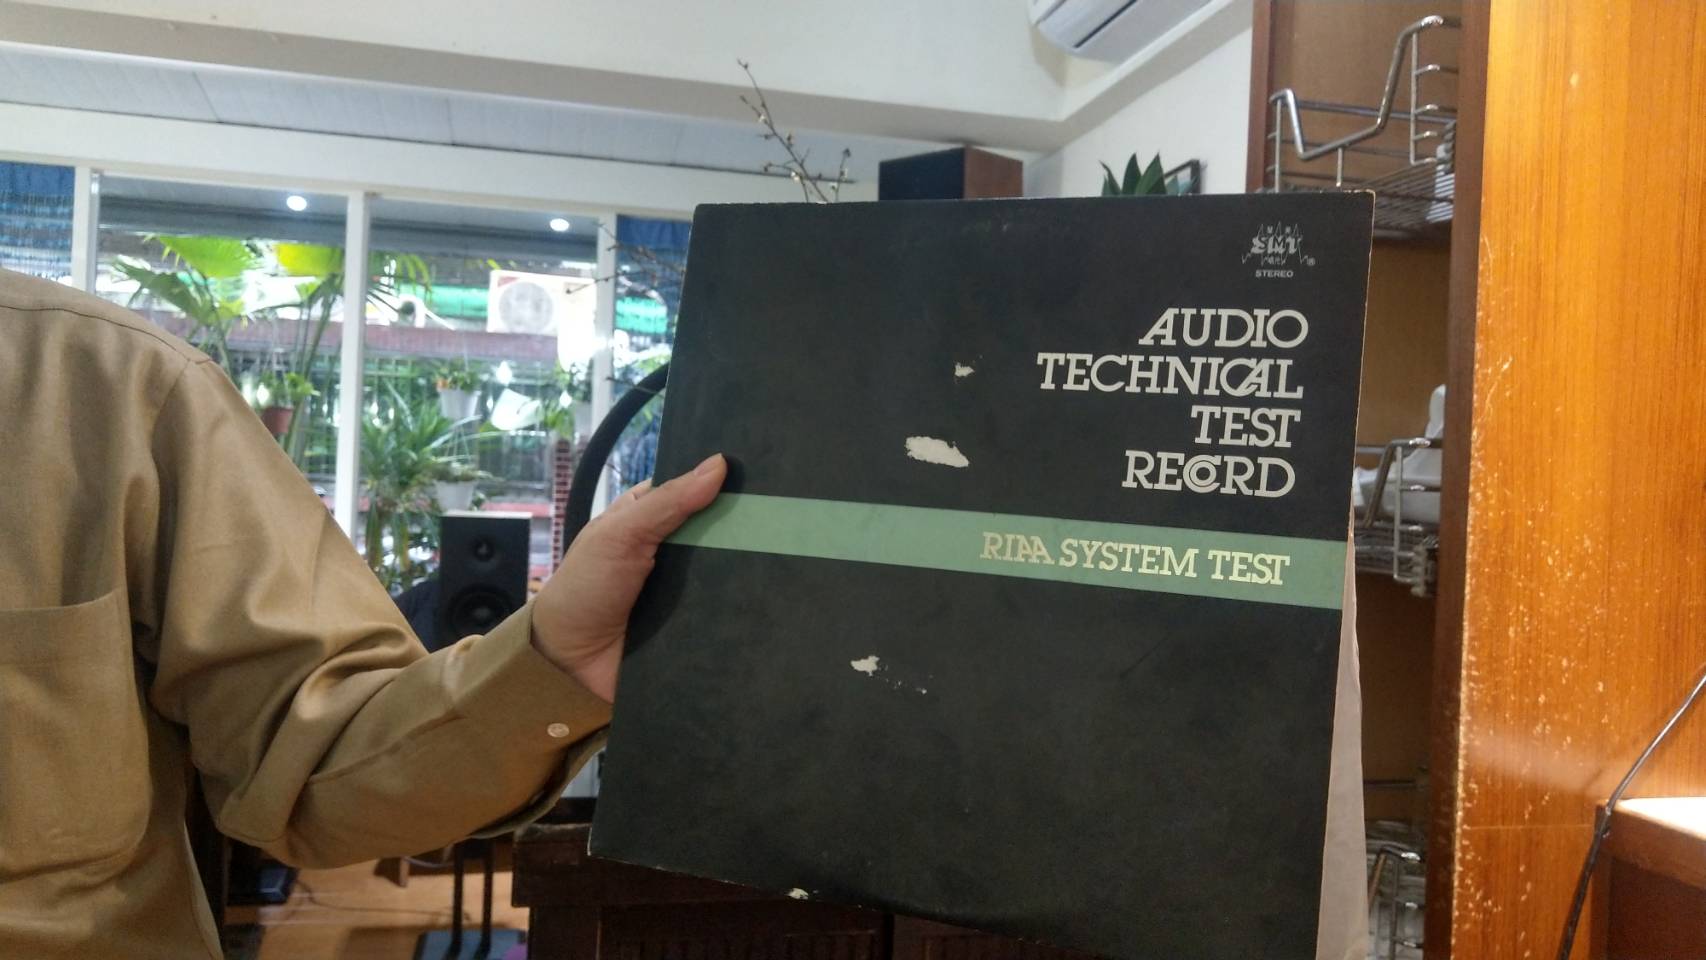 STEREO
AUDIO
TECHNICAL
TEST
RECORD
RIAA SYSTEM TEST